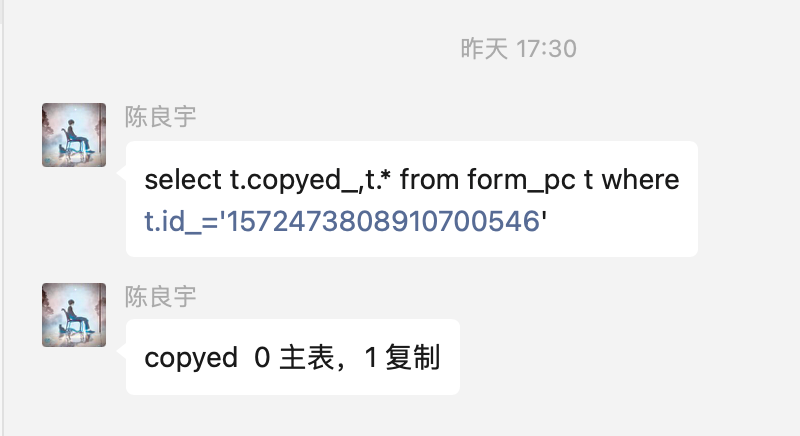 昨天 17:30
陈良宇
select t.copyed_,t.* from form_pc t where
t.id_='1572473808910700546'
陈良宇
copyed  0 主表，1 复制